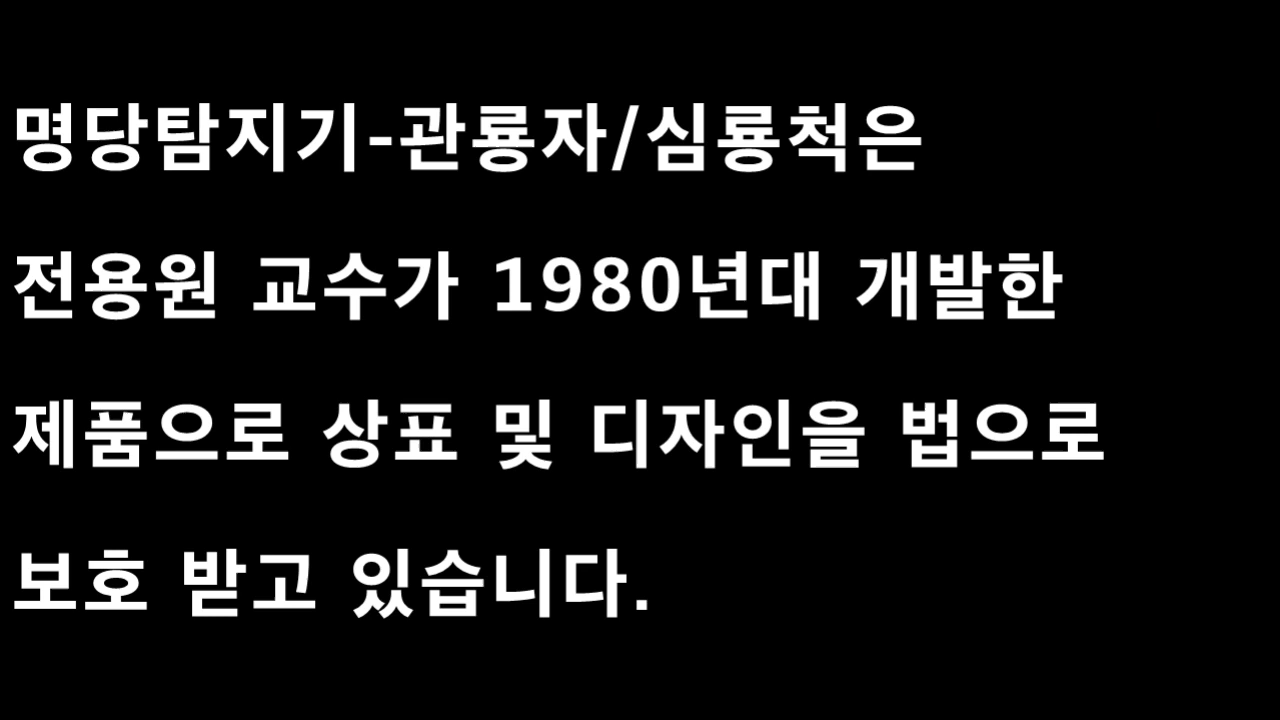 명당탐지기-관룡자/심룡척은
전용원 교수가 1980년대 개발한
제품으로 상표 및 디자인을 법으로
보호 받고 있습니다.